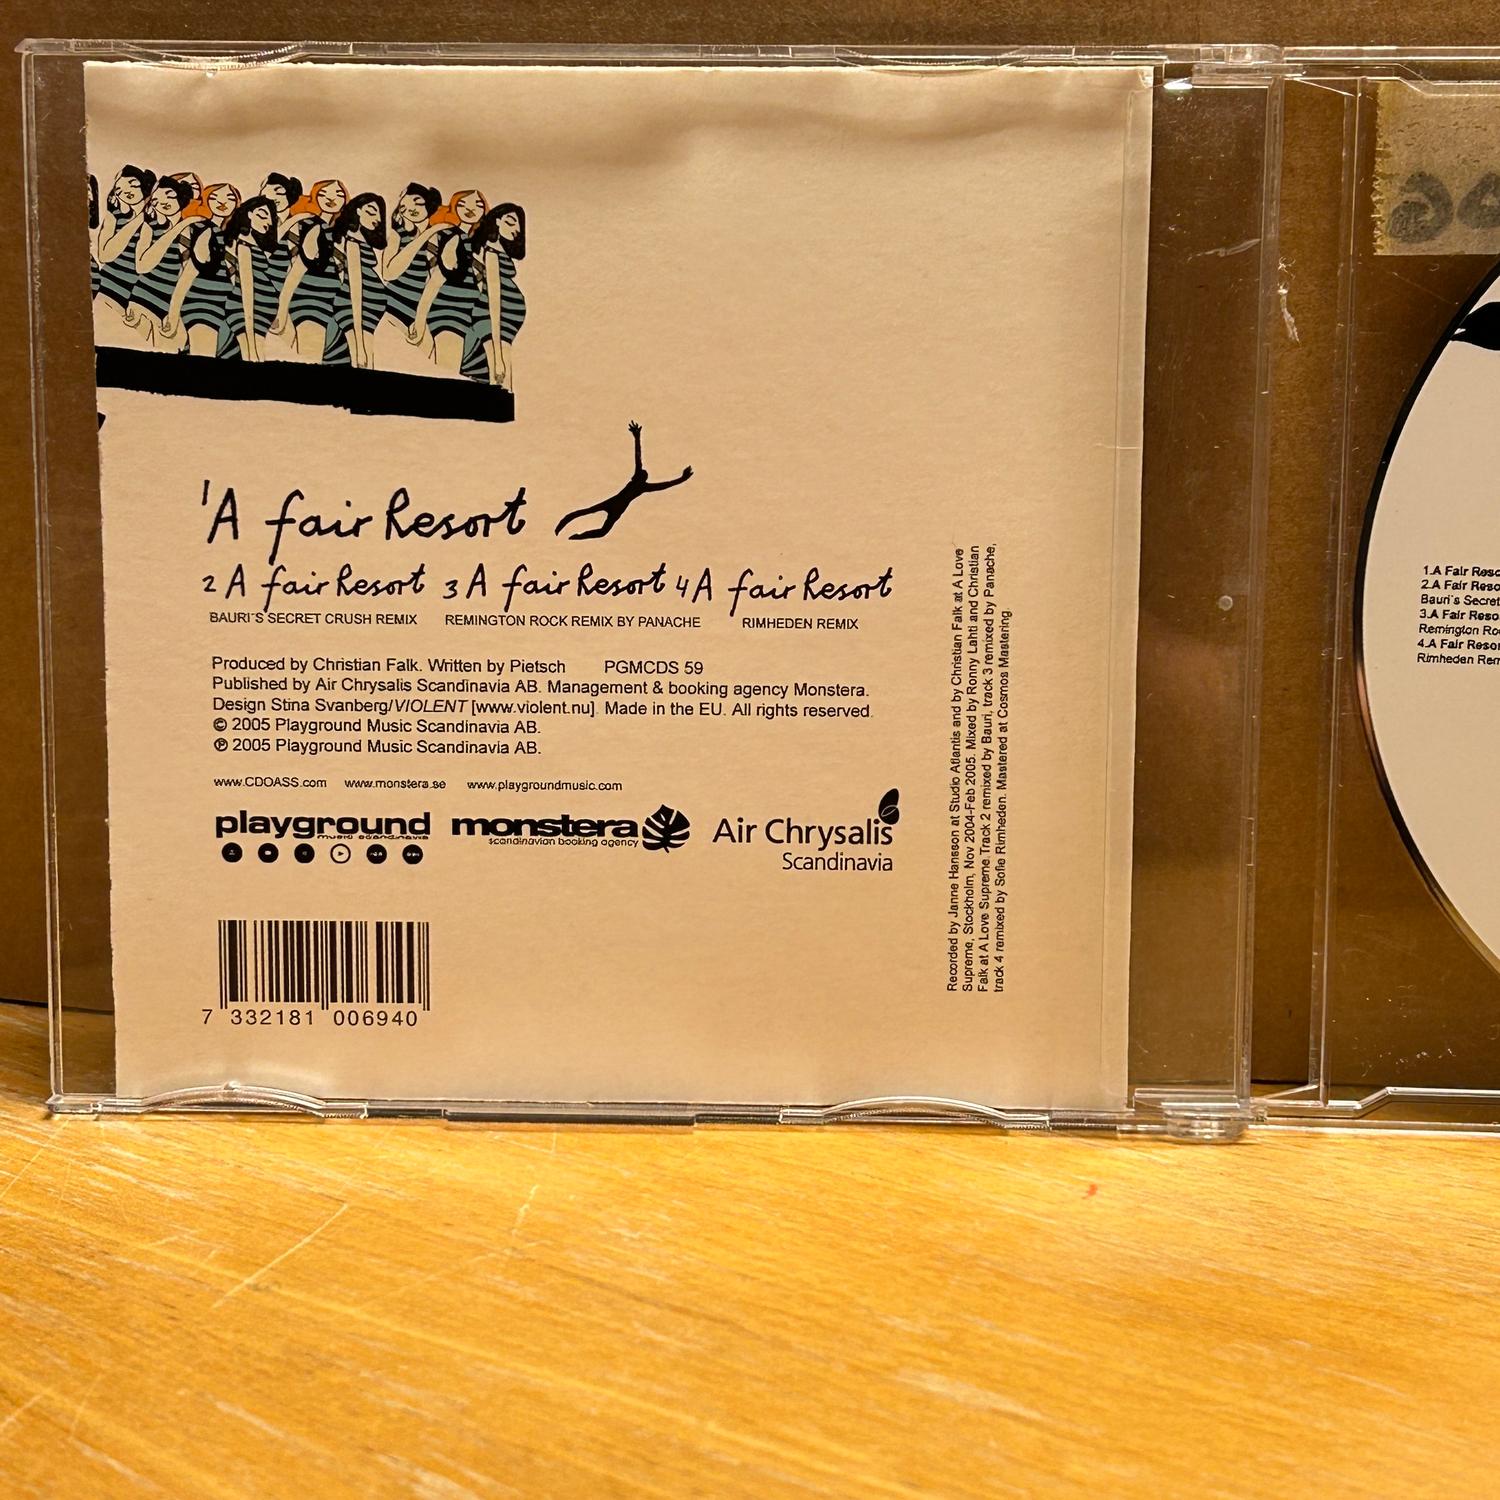 1 A fair Resort
2 A fair Resort 3 A fair Resort 4 A fair Resort
BAURI´S SECRET CRUSH REMIX REMINGTON ROCK REMIX BY PANACHE RIMHEDEN REMIX
Produced by Christian Falk. Written by Pietsch PGMCDS 59
Published by Air Chrysalis Scandinavia AB. Management & booking agency Monstera.
Design Stina Svanberg/VIOLENT [www.violent.nu]. Made in the EU. All rights reserved.
© 2005 Playground Music Scandinavia AB.
℗ 2005 Playground Music Scandinavia AB.
www.CDOASS.com www.monstera.se www.playgroundmusic.com
playground
music scandinavia
monstera
scandinavian booking agency
Air Chrysalis
Scandinavia
7 332181 006940
Recorded by Janne Hansson at Studio Atlantis and by Christian Falk at A Love
Supreme, Stockholm, Nov 2004-Feb 2005. Mixed by Ronny Lahti and Christian
Falk at A Love Supreme. Track 2 remixed by Bauri, track 3 remixed by Panache,
track 4 remixed by Sofie Rimheden. Mastered at Cosmos Mastering.
1.A Fair Reso
2.A Fair Reso
Bauri´s Secret
3.A Fair Reso
Remington Ro
4.A Fair Resor
Rimheden Rem